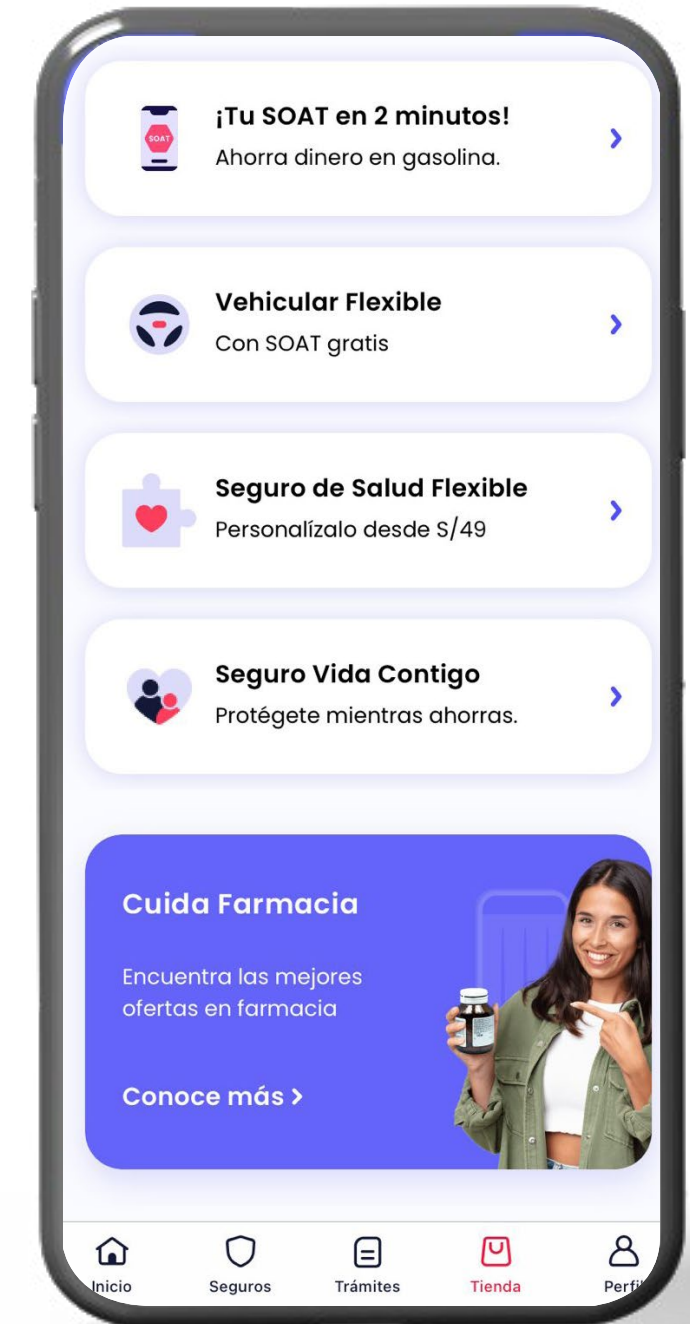 SOAT
¡Tu SOAT en 2 minutos!
Ahorra dinero en gasolina.
Vehicular Flexible
Con SOAT gratis
Seguro de Salud Flexible
Personalízalo desde S/49
Seguro Vida Contigo
Protégete mientras ahorras.
Cuida Farmacia
Encuentra las mejores
ofertas en farmacia
Conoce más
Inicio Seguros Trámites Tienda Perfil